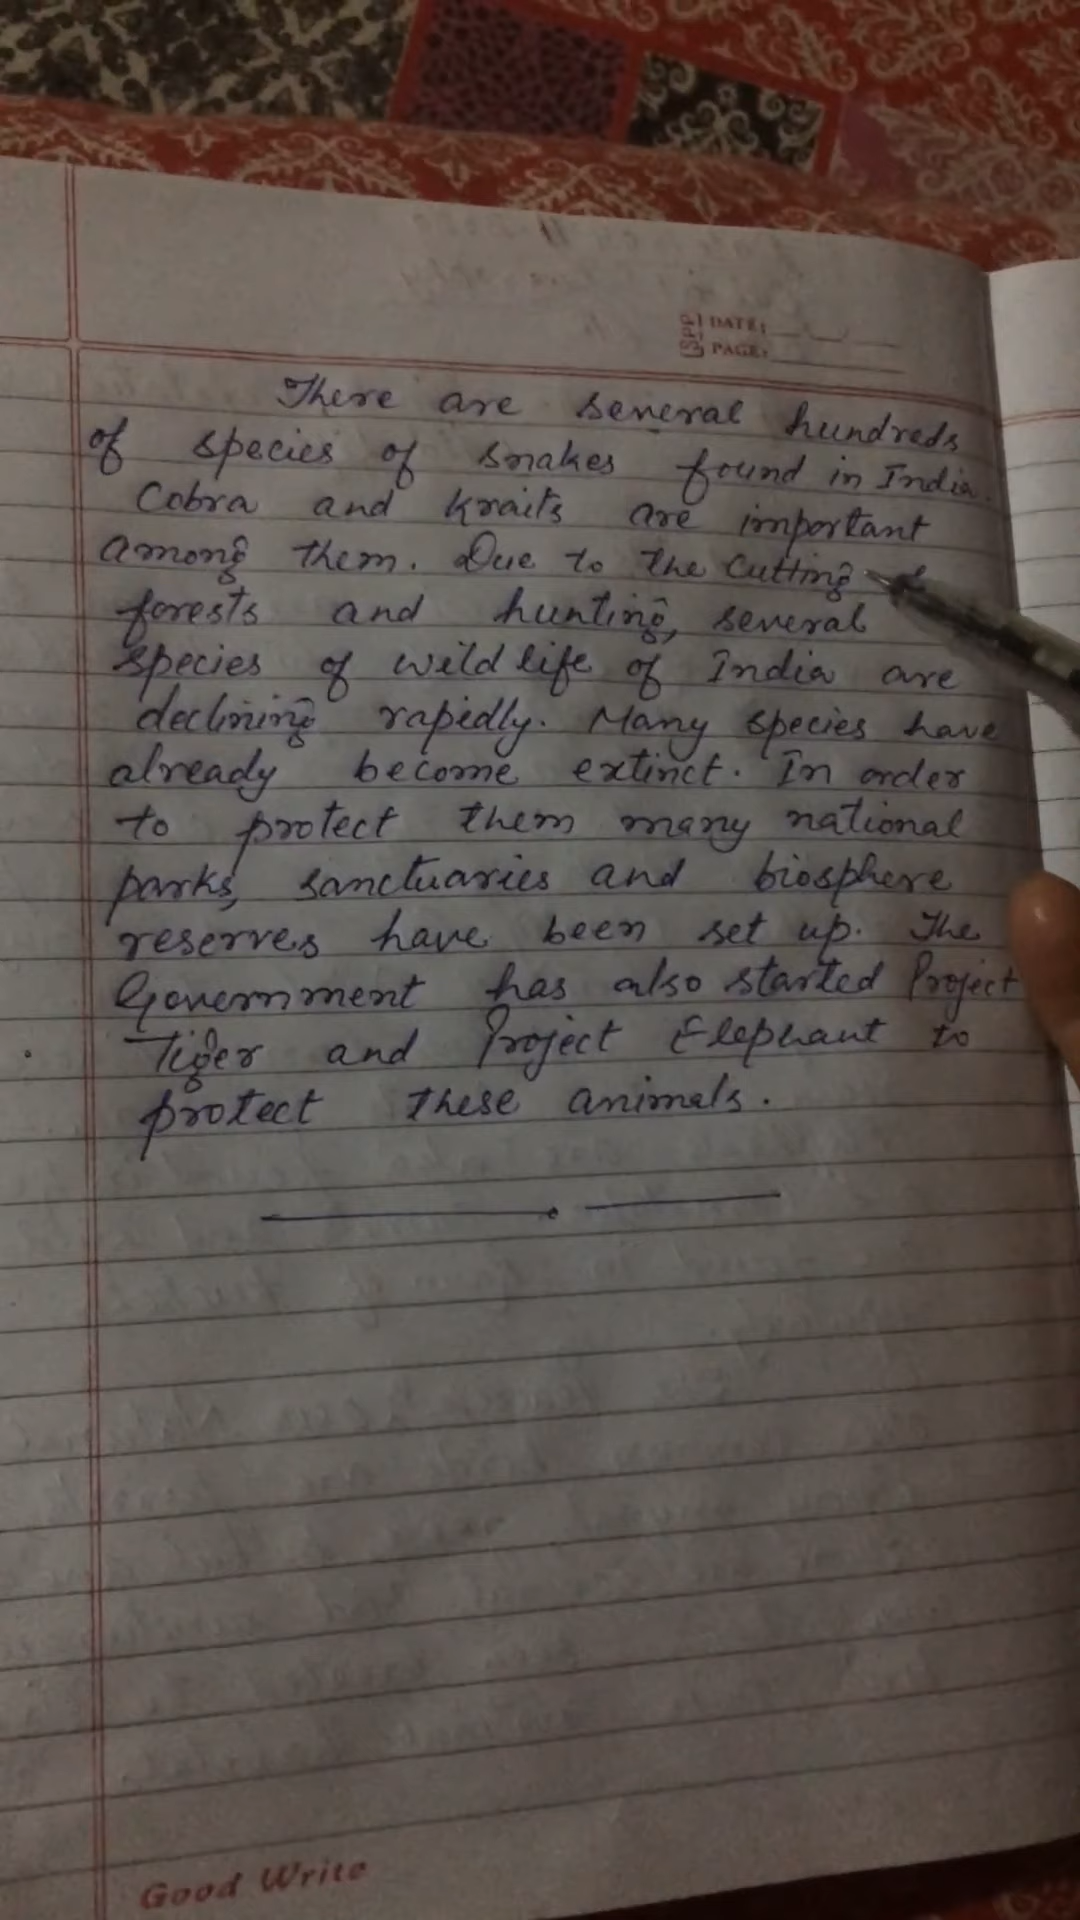 DATE:
PAGE:
There are several hundreds
of species of snakes found in India.
Cobra and kraits are important
among them. Due to the cutting
forests and hunting, several
species of wild life of India are
declining rapidly. Many species have
already become extinct. In order
to protect them many national
parks, sanctuaries and biosphere
reserves have been set up. The
Government has also started Project
Tiger and Project Elephant to
protect these animals.
Good Write